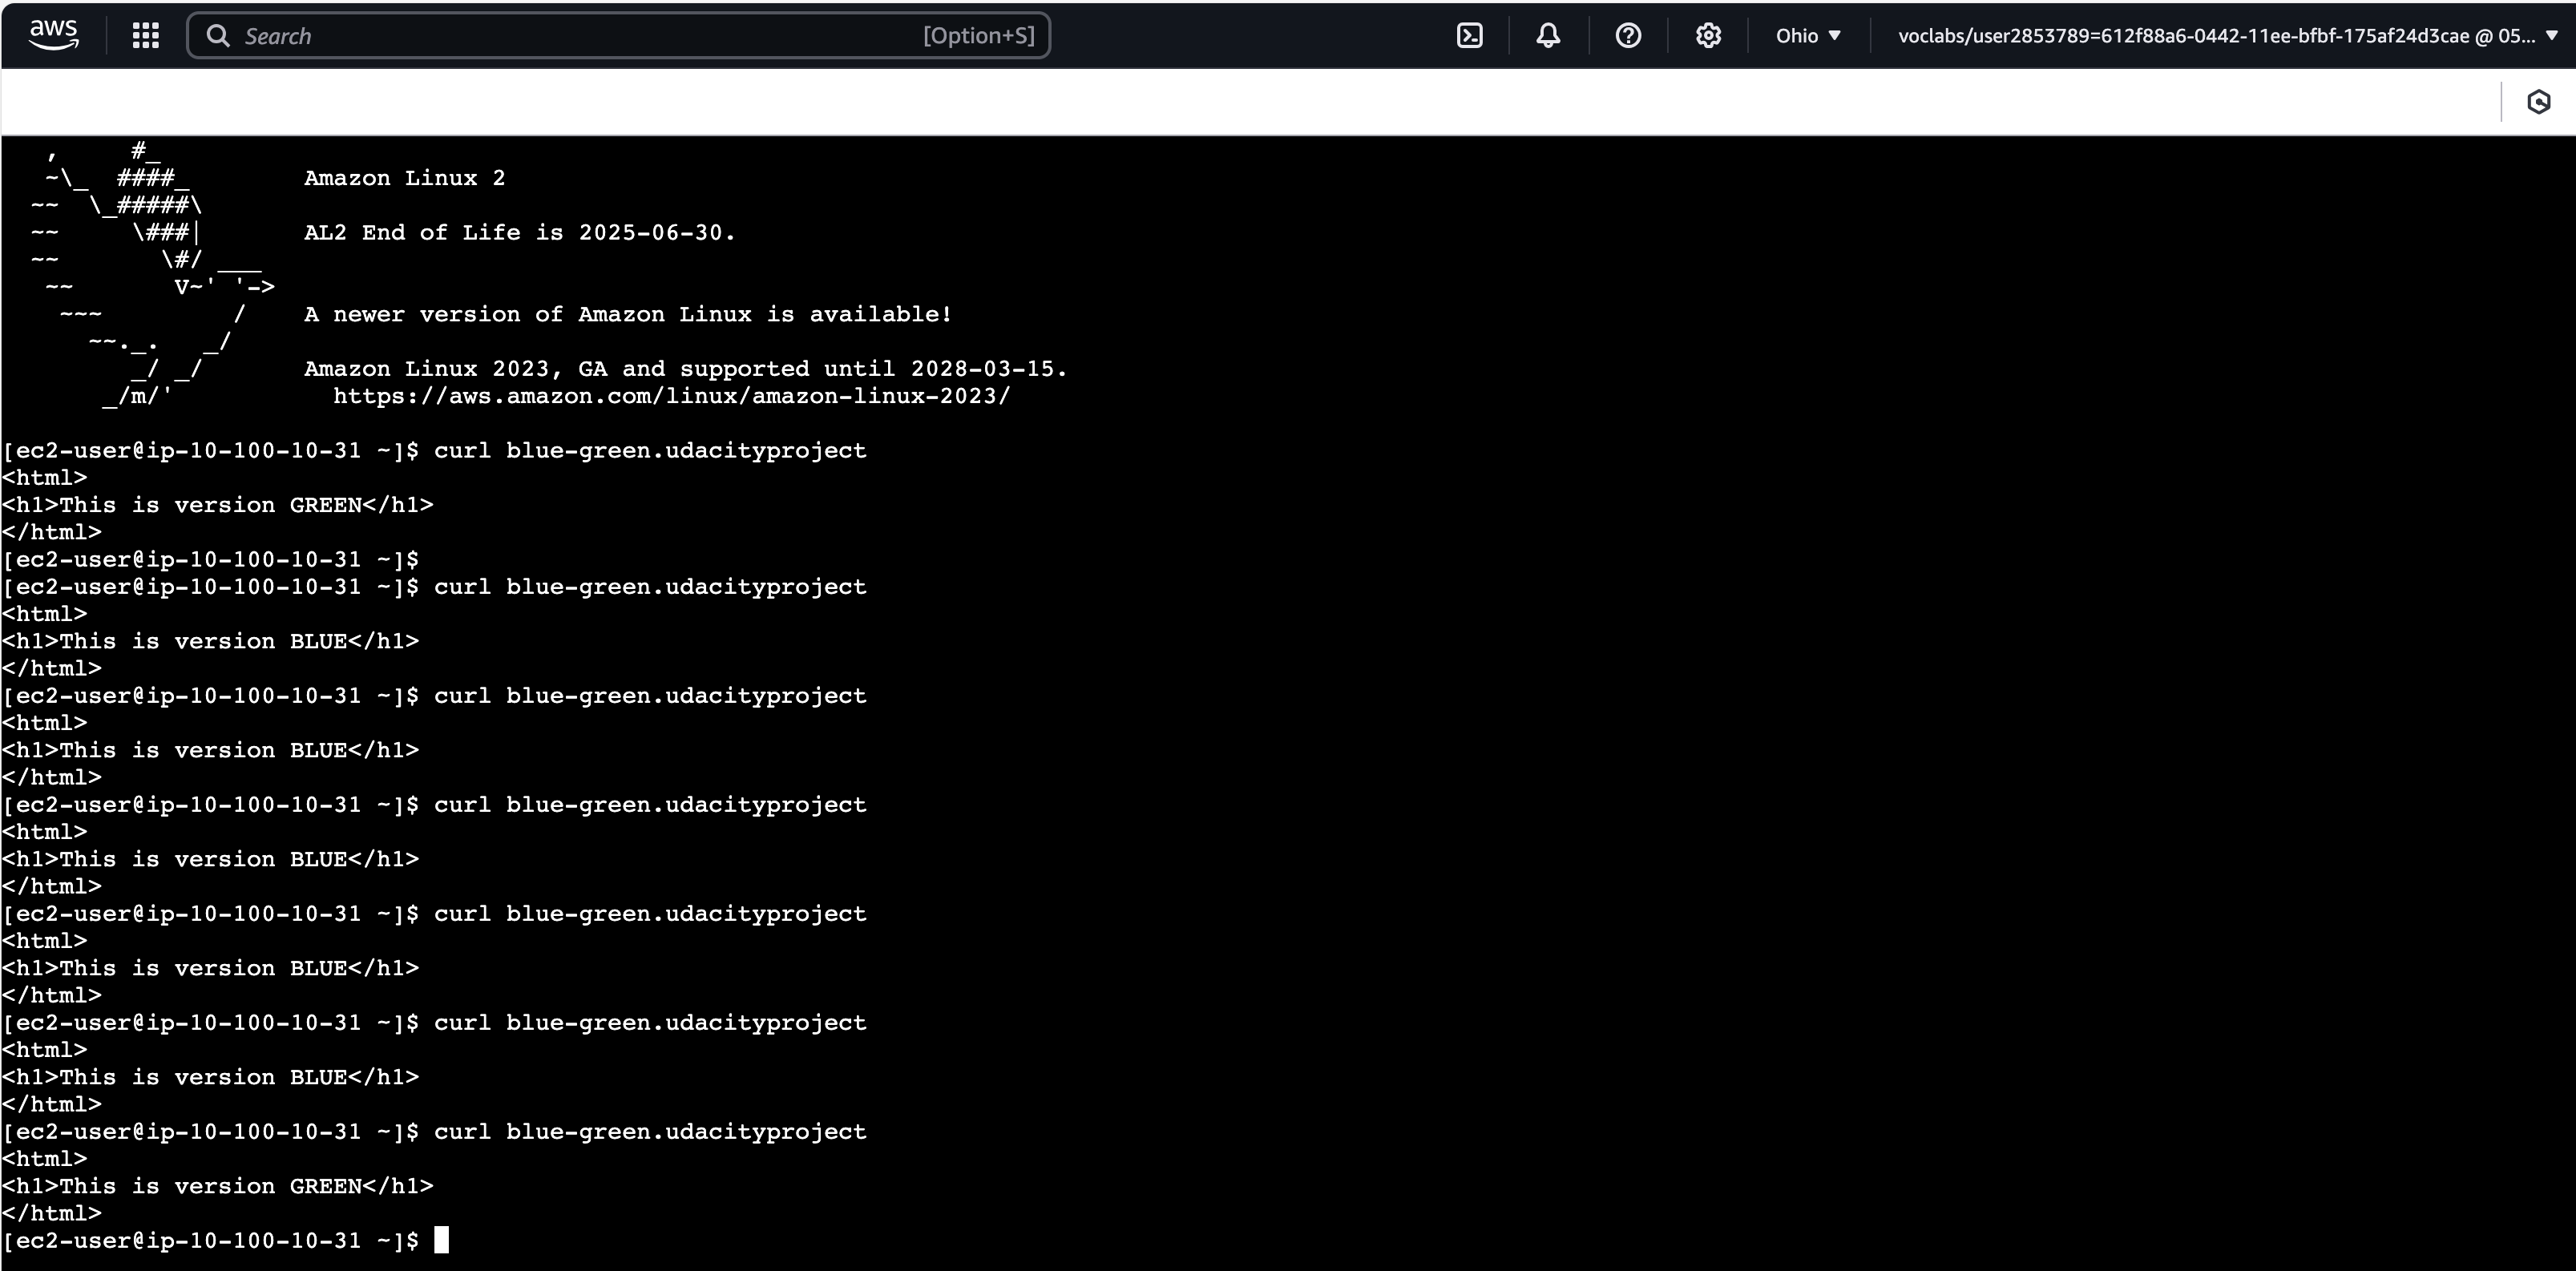 aws
Search [Option+S] Ohio voclabs/user2853789=612f88a6-0442-11ee-bfbf-175af24d3cae @ 05...
   ,     #_
   ~\_  ####_        Amazon Linux 2
  ~~  \_#####\
  ~~     \###|       AL2 End of Life is 2025-06-30.
  ~~       \#/ ___
   ~~       V~' '->
    ~~~         /    A newer version of Amazon Linux is available!
      ~~._.   _/
         _/ _/       Amazon Linux 2023, GA and supported until 2028-03-15.
       _/m/'           https://aws.amazon.com/linux/amazon-linux-2023/
[ec2-user@ip-10-100-10-31 ~]$ curl blue-green.udacityproject
<html>
<h1>This is version GREEN</h1>
</html>
[ec2-user@ip-10-100-10-31 ~]$
[ec2-user@ip-10-100-10-31 ~]$ curl blue-green.udacityproject
<html>
<h1>This is version BLUE</h1>
</html>
[ec2-user@ip-10-100-10-31 ~]$ curl blue-green.udacityproject
<html>
<h1>This is version BLUE</h1>
</html>
[ec2-user@ip-10-100-10-31 ~]$ curl blue-green.udacityproject
<html>
<h1>This is version BLUE</h1>
</html>
[ec2-user@ip-10-100-10-31 ~]$ curl blue-green.udacityproject
<html>
<h1>This is version BLUE</h1>
</html>
[ec2-user@ip-10-100-10-31 ~]$ curl blue-green.udacityproject
<html>
<h1>This is version BLUE</h1>
</html>
[ec2-user@ip-10-100-10-31 ~]$ curl blue-green.udacityproject
<html>
<h1>This is version GREEN</h1>
</html>
[ec2-user@ip-10-100-10-31 ~]$